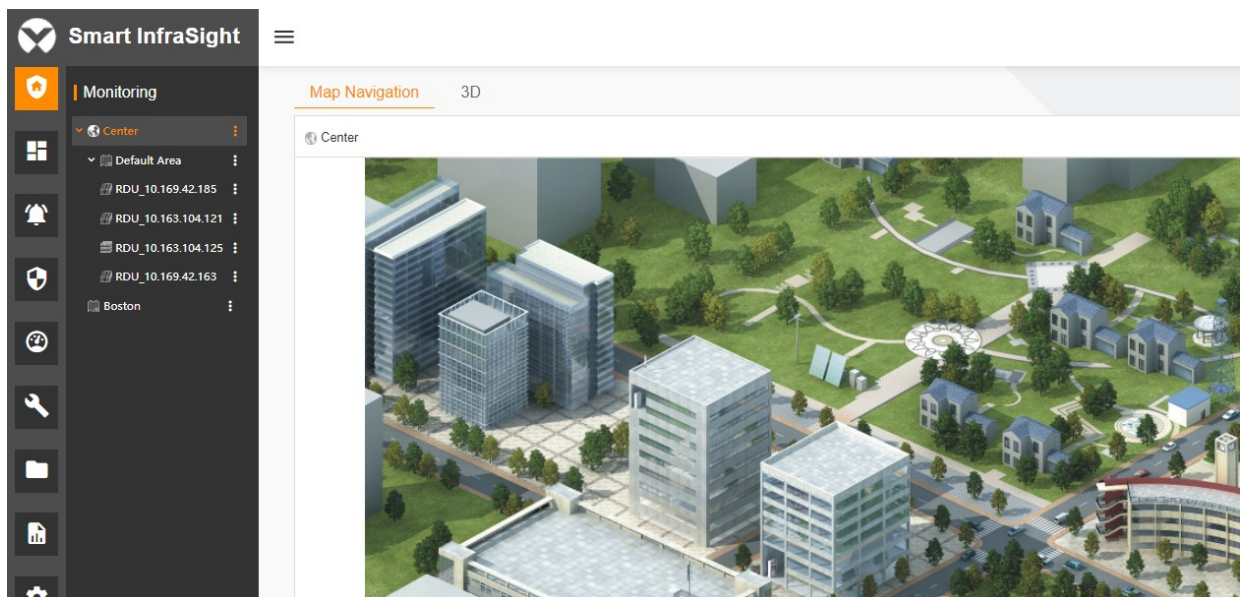 Smart InfraSight
Monitoring
Center
Default Area
RDU_10.169.42.185
RDU_10.163.104.121
RDU_10.163.104.125
RDU_10.169.42.163
Boston
Map Navigation
3D
Center